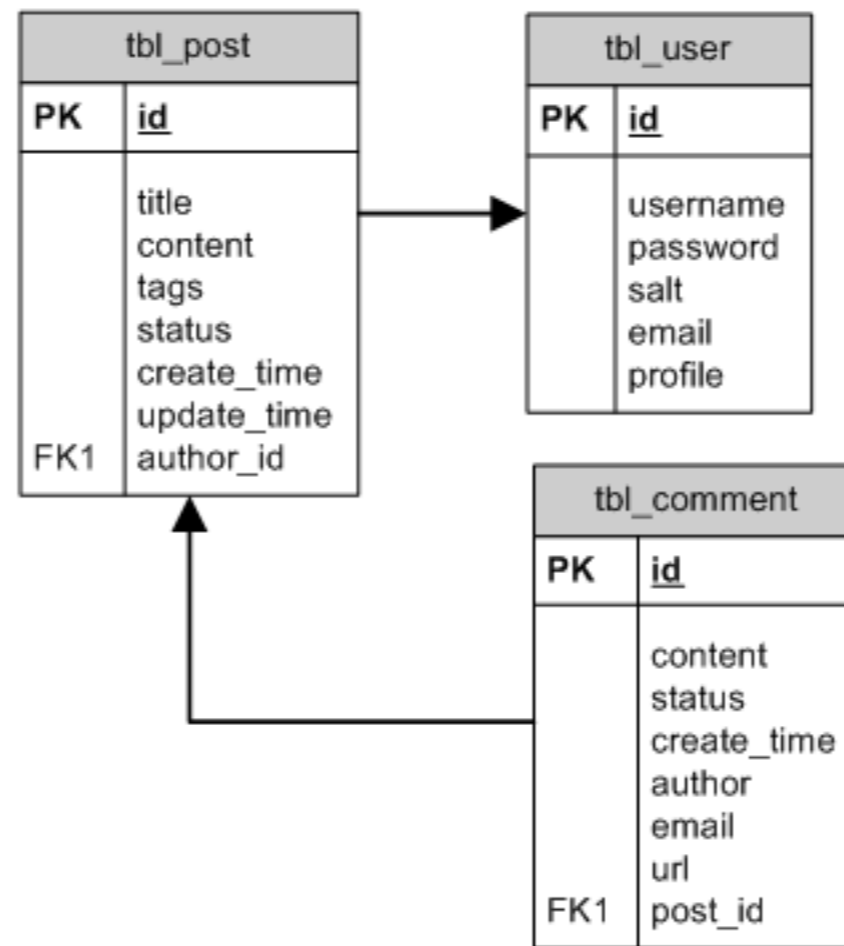 tbl_post
PK id
title
content
tags
status
create_time
update_time
FK1 author_id
tbl_user
PK id
username
password
salt
email
profile
tbl_comment
PK id
content
status
create_time
author
email
url
FK1 post_id